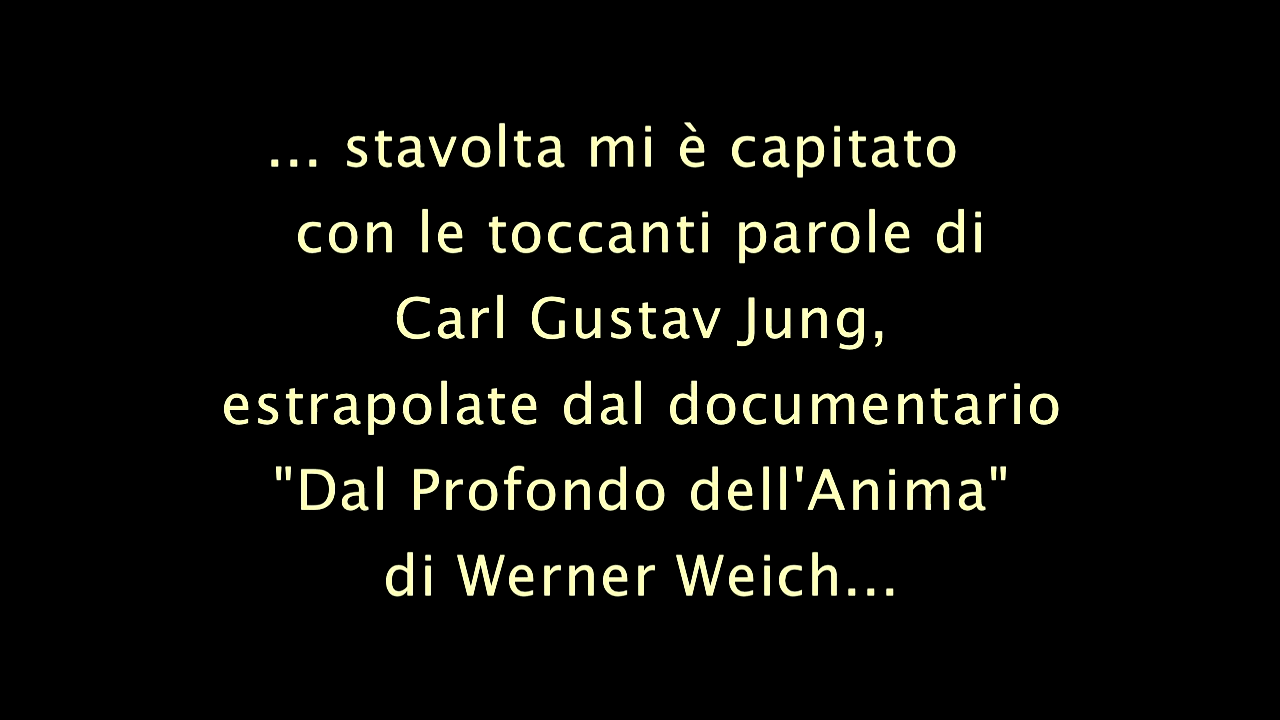 ... stavolta mi è capitato
con le toccanti parole di
Carl Gustav Jung,
estrapolate dal documentario
"Dal Profondo dell'Anima"
di Werner Weich...